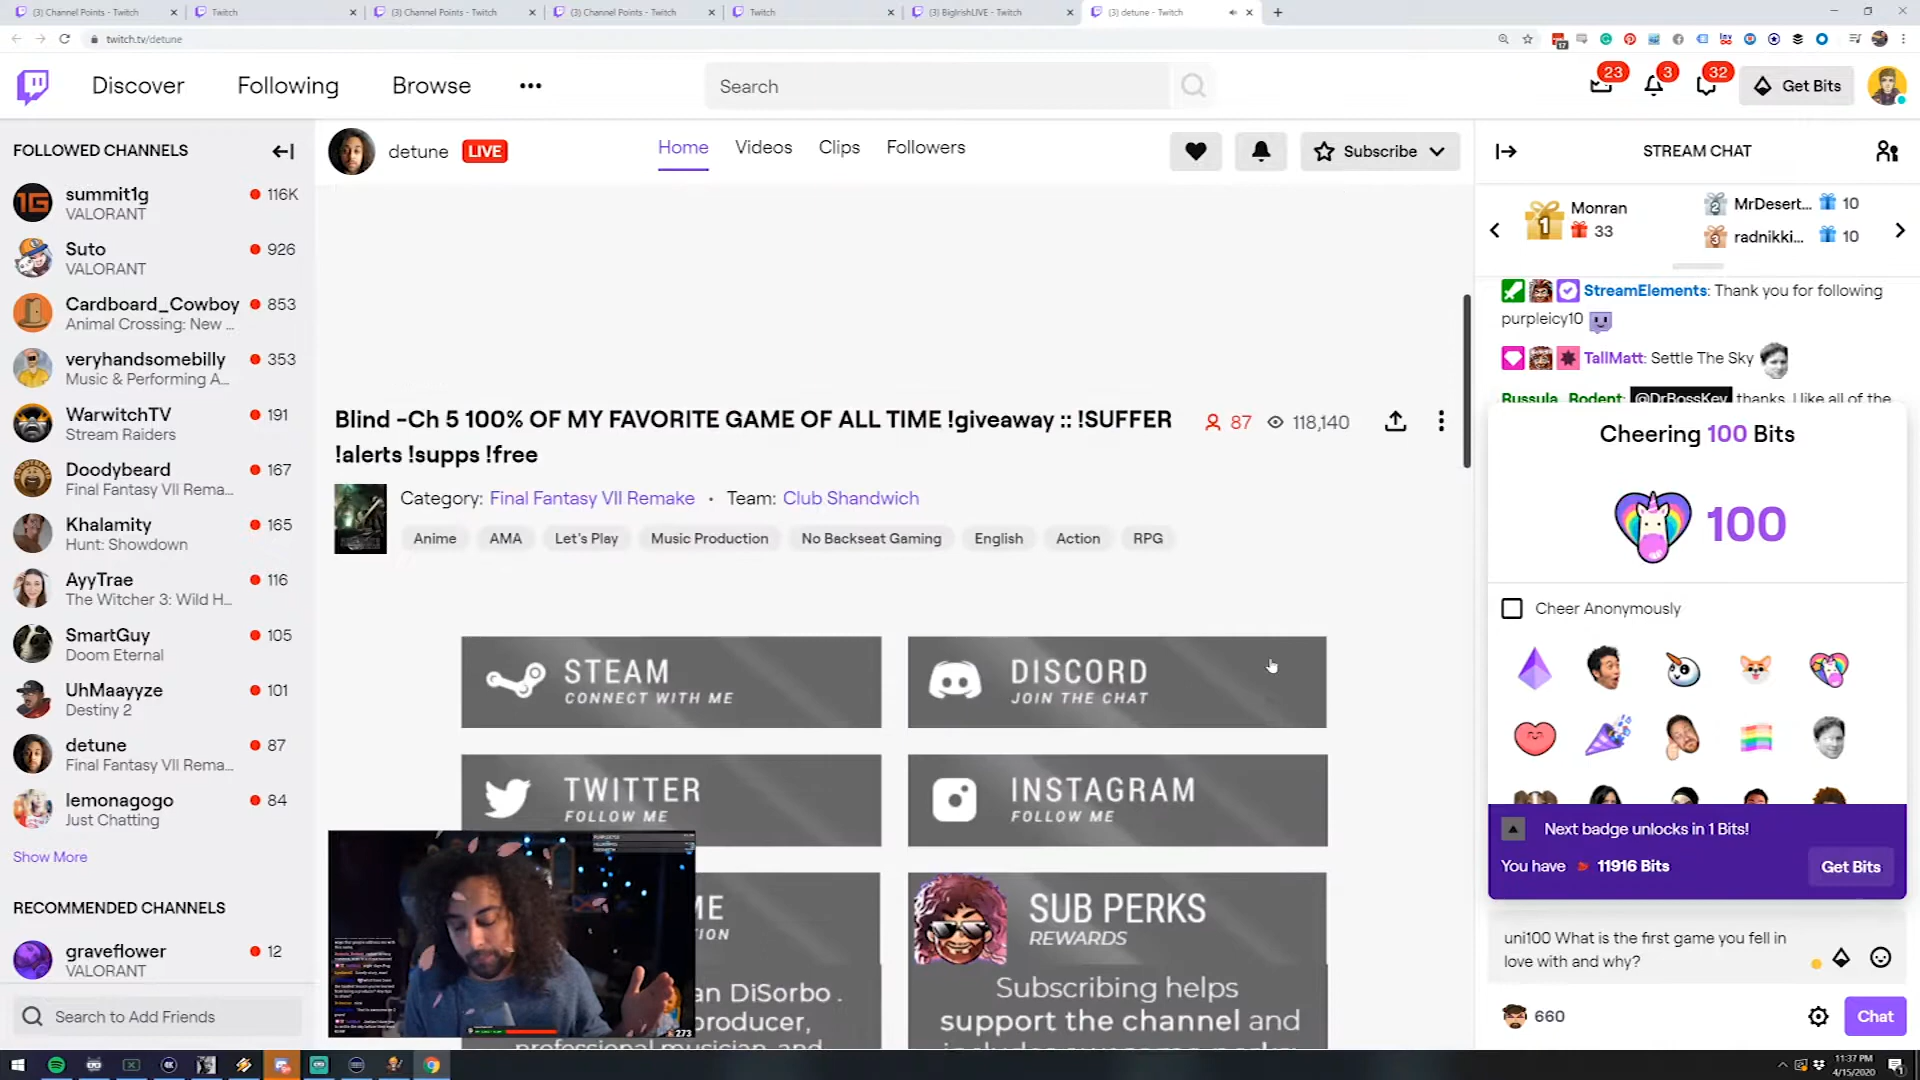 (3) Channel Points - Twitch
Twitch
(3) Channel Points - Twitch
(3) Channel Points - Twitch
Twitch
(3) BigIrishLIVE - Twitch
(3) detune - Twitch
twitch.tv/detune
Discover
Following
Browse
Search
23
3
32
Get Bits
FOLLOWED CHANNELS
summit1g
116K
VALORANT
Suto
926
VALORANT
Cardboard_Cowboy
853
Animal Crossing: New ...
veryhandsomebilly
353
Music & Performing A...
WarwitchTV
191
Stream Raiders
Doodybeard
167
Final Fantasy VII Rema...
Khalamity
165
Hunt: Showdown
AyyTrae
116
The Witcher 3: Wild H...
SmartGuy
105
Doom Eternal
UhMaayyze
101
Destiny 2
detune
87
Final Fantasy VII Rema...
lemonagogo
84
Just Chatting
Show More
RECOMMENDED CHANNELS
graveflower
12
VALORANT
Search to Add Friends
detune LIVE
Home
Videos
Clips
Followers
Subscribe
Blind -Ch 5 100% OF MY FAVORITE GAME OF ALL TIME !giveaway :: !SUFFER
!alerts !supps !free
87
118,140
Category: Final Fantasy VII Remake • Team: Club Shandwich
Anime
AMA
Let's Play
Music Production
No Backseat Gaming
English
Action
RPG
STEAM
CONNECT WITH ME
DISCORD
JOIN THE CHAT
TWITTER
FOLLOW ME
INSTAGRAM
FOLLOW ME
ME
TION
SUB PERKS
REWARDS
an DiSorbo .
producer,
professional musician, and
Subscribing helps
support the channel and
273
STREAM CHAT
1
Monran
33
2
MrDesert...
10
3
radnikki...
10
StreamElements: Thank you for following
purpleicy10
TallMatt: Settle The Sky
Russula_Rodent: @DrBossKey thanks, I like all of the
Cheering 100 Bits
100
Cheer Anonymously
Next badge unlocks in 1 Bits!
You have 11916 Bits
Get Bits
uni100 What is the first game you fell in
love with and why?
660
Chat
11:37 PM
4/15/2020